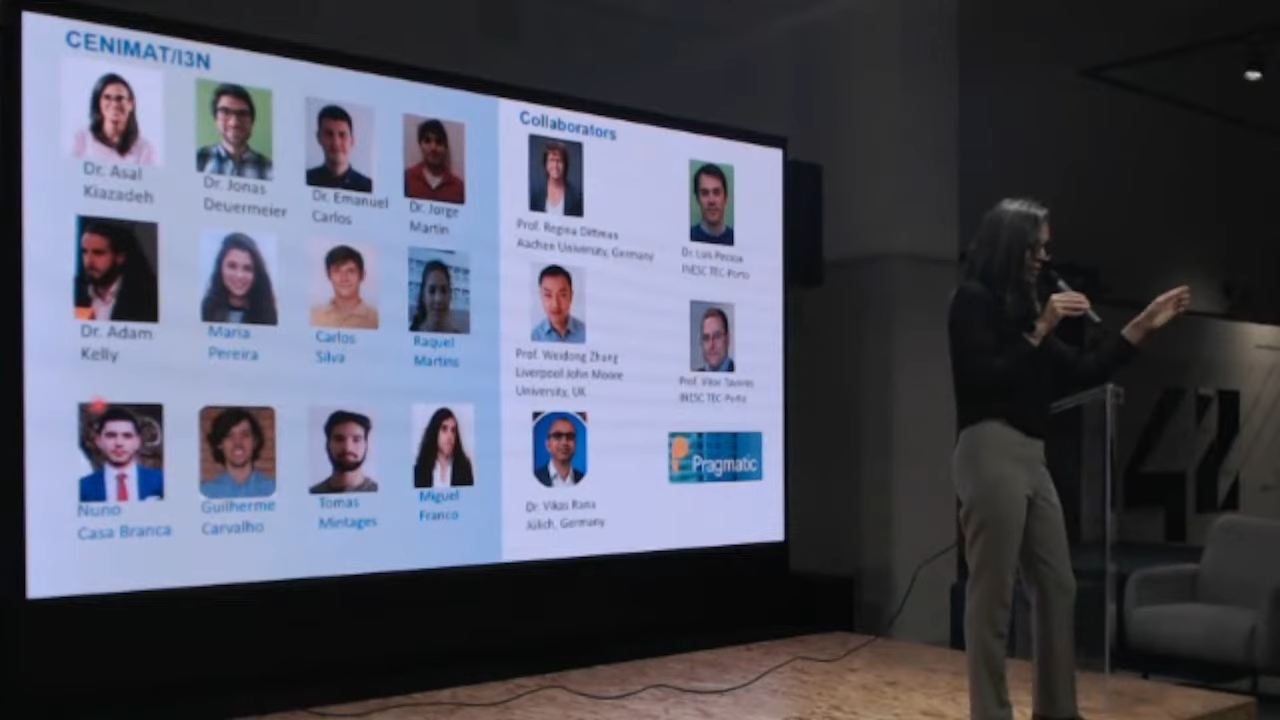 CENIMAT/I3N
Dr. Asal
Kiazadeh
Dr. Jonas
Deuermeier
Dr. Emanuel
Carlos
Dr. Jorge
Martin
Dr. Adam
Kelly
Maria
Pereira
Carlos
Silva
Raquel
Martins
Nuno
Casa Branca
Guilherme
Carvalho
Tomas
Mintages
Miguel
Franco
Collaborators
Prof. Regina Dittman
Aachen University, Germany
Dr. Luis
INESC TEC-Porto
Prof. Weidong Zhang
Liverpool John Moore
University, UK
Prof. Vitor Tavares
INESC TEC-Porto
Dr. Vikas Rana
Jülich, Germany
Pragmatic